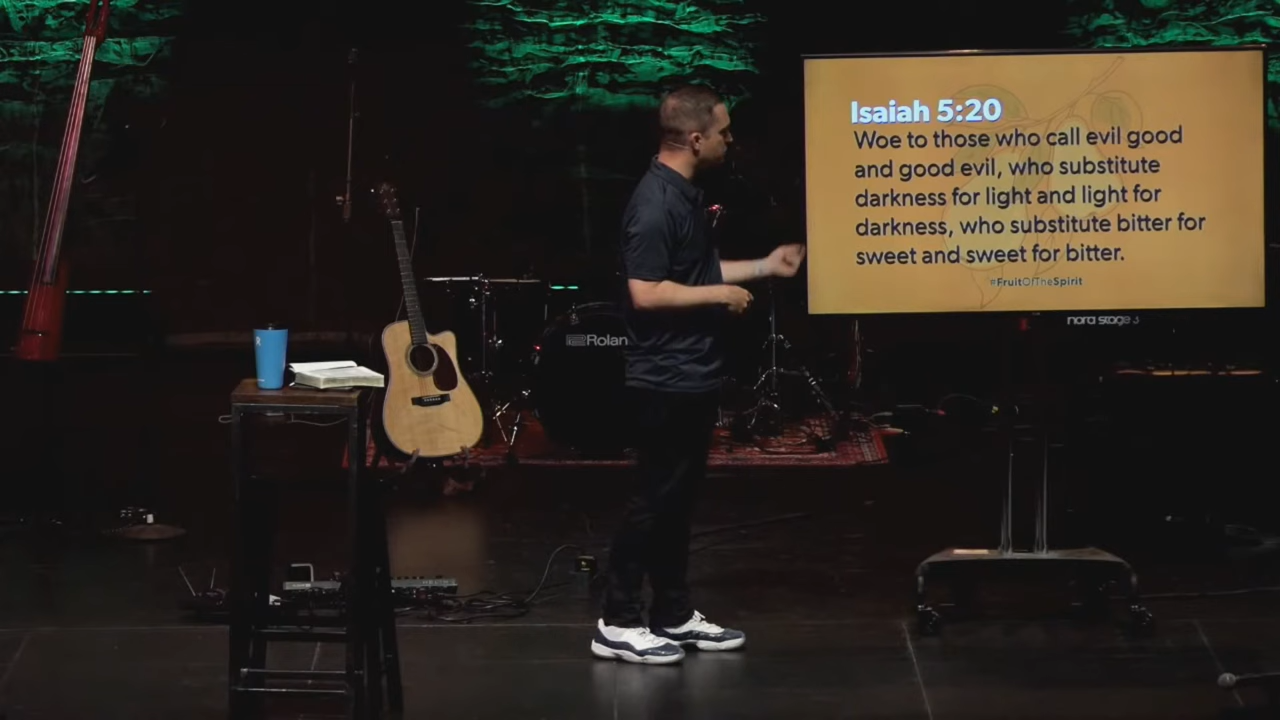 Isaiah 5:20
Woe to those who call evil good
and good evil, who substitute
darkness for light and light for
darkness, who substitute bitter for
sweet and sweet for bitter.
#FruitOfTheSpirit
Rolan
nord stage 3